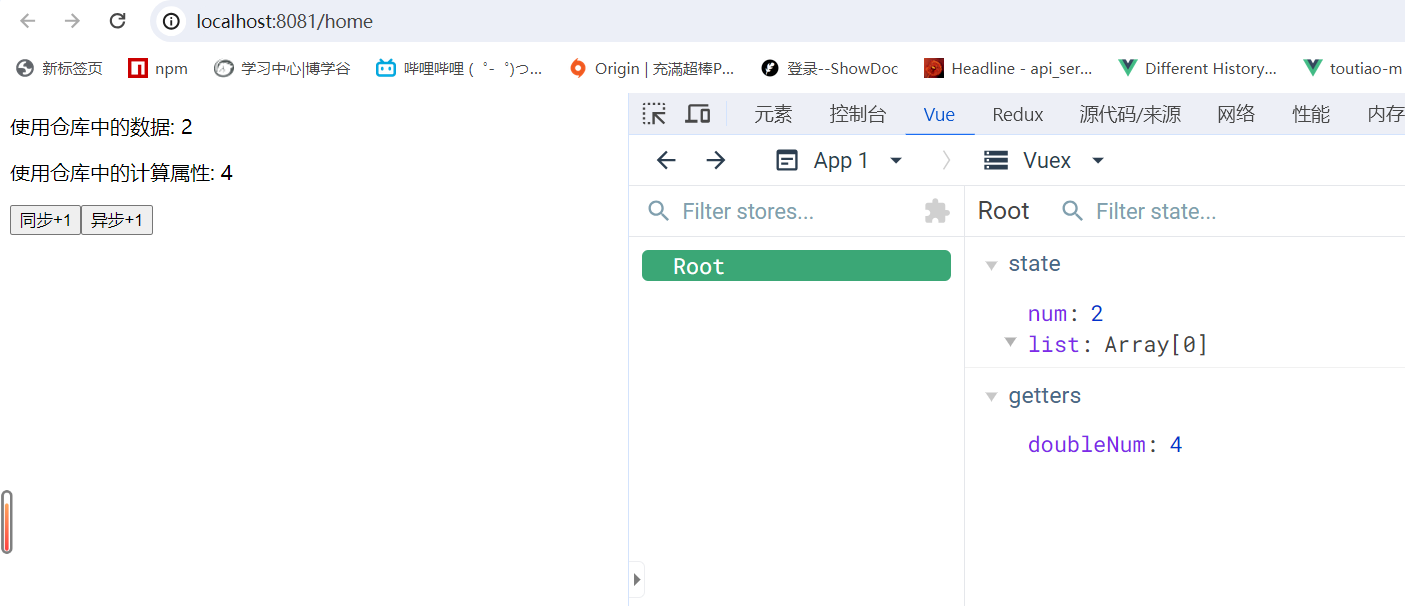 localhost:8081/home
新标签页 npm 学习中心|博学谷 哔哩哔哩 (゜-゜)つ... Origin | 充滿超棒P... 登录--ShowDoc Headline - api_ser... Different History... toutiao-m
元素 控制台 Vue Redux 源代码/来源 网络 性能 内存
App 1 Vuex
Filter stores... Root Filter state...
使用仓库中的数据: 2
使用仓库中的计算属性: 4
同步+1 异步+1
Root
state
num: 2
list: Array[0]
getters
doubleNum: 4